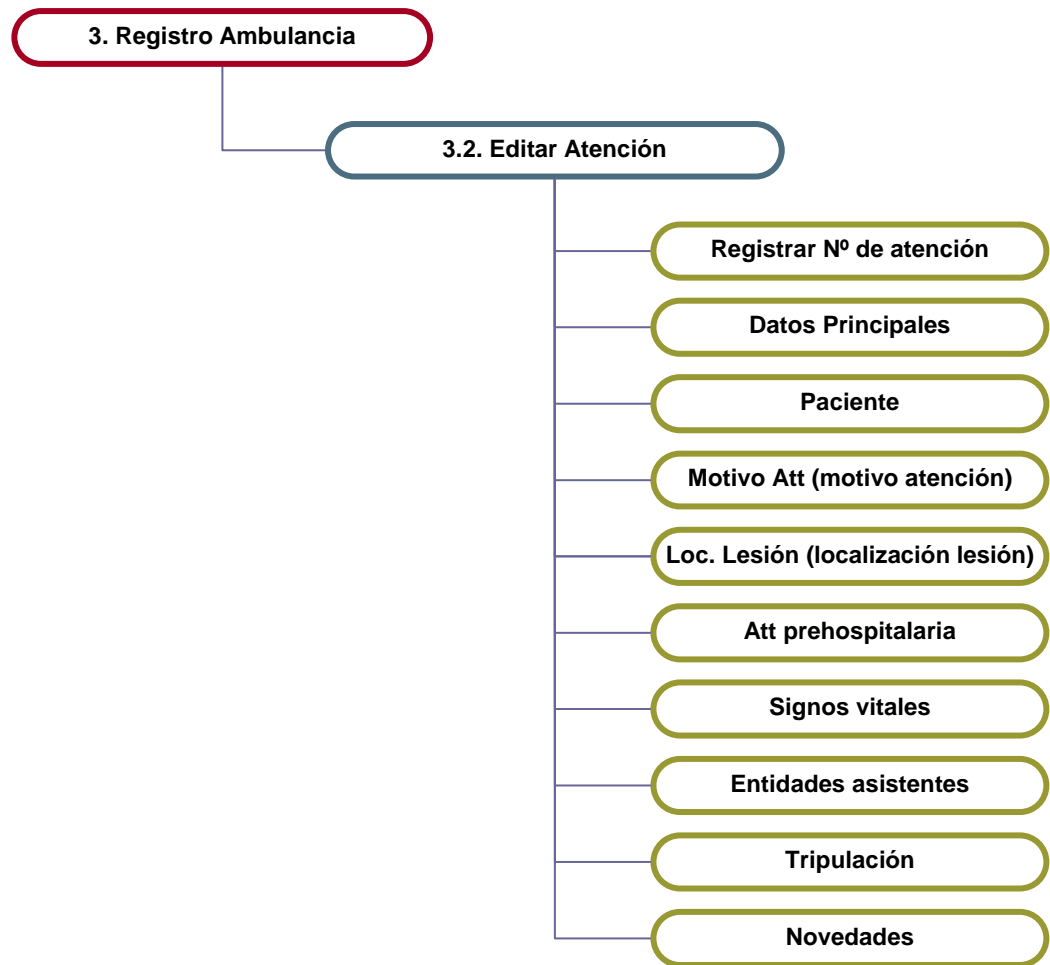 3. Registro Ambulancia
3.2. Editar Atención
Registrar Nº de atención
Datos Principales
Paciente
Motivo Att (motivo atención)
Loc. Lesión (localización lesión)
Att prehospitalaria
Signos vitales
Entidades asistentes
Tripulación
Novedades